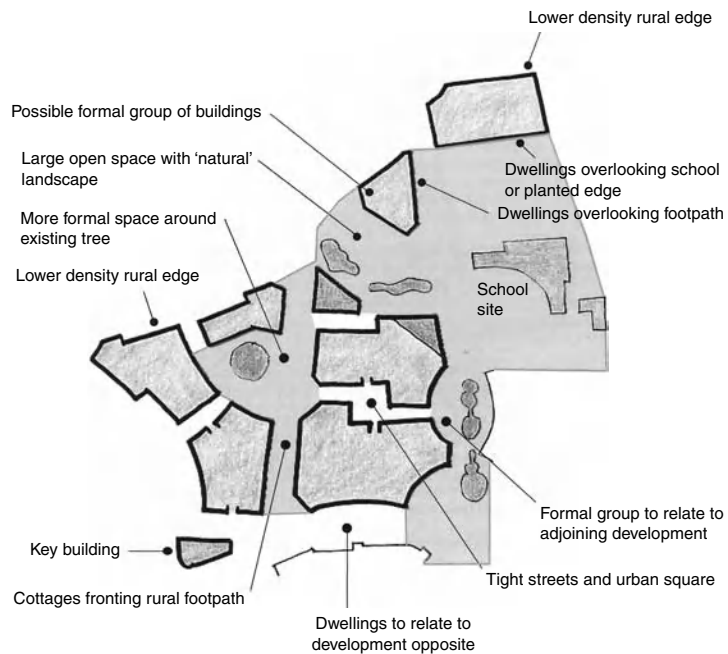 Lower density rural edge
Possible formal group of buildings
Large open space with ‘natural’
landscape
Dwellings overlooking school
or planted edge
Dwellings overlooking footpath
More formal space around
existing tree
Lower density rural edge
School
site
Formal group to relate to
adjoining development
Key building
Tight streets and urban square
Cottages fronting rural footpath
Dwellings to relate to
development opposite